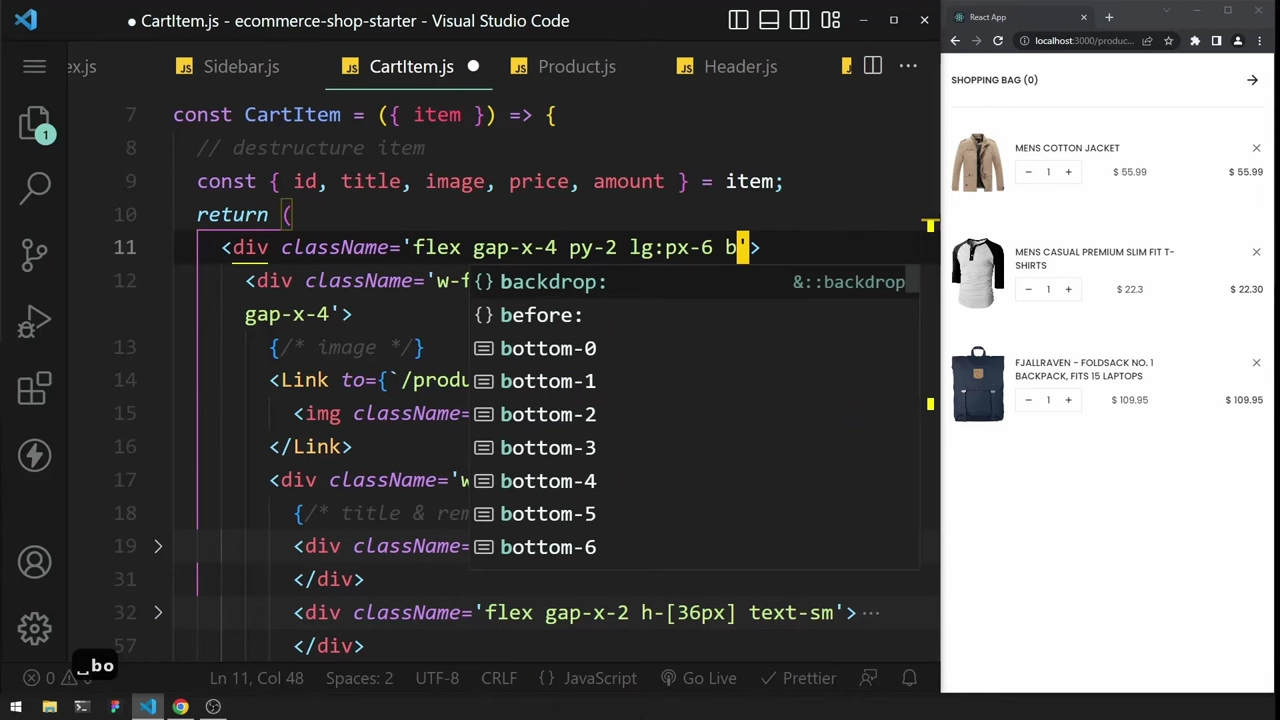 CartItem.js - ecommerce-shop-starter - Visual Studio Code
ex.js
Sidebar.js
CartItem.js
Product.js
Header.js
7 const CartItem = ({ item }) => {
8 // destructure item
9 const { id, title, image, price, amount } = item;
10 return (
11 <div className='flex gap-x-4 py-2 lg:px-6 b'>
12 <div className='w-f
gap-x-4'>
13 {/* image */}
14 <Link to={`/produ
15 <img className=
16 </Link>
17 <div className='w
18 {/* title & rem
19 <div className=
31 </div>
32 <div className='flex gap-x-2 h-[36px] text-sm'> ...
57 </div>
{} backdrop: &::backdrop
{} before:
bottom-0
bottom-1
bottom-2
bottom-3
bottom-4
bottom-5
bottom-6
1
␣bo
0
Ln 11, Col 48
Spaces: 2
UTF-8
CRLF
{} JavaScript
Go Live
Prettier
React App
localhost:3000/produc...
SHOPPING BAG (0)
MENS COTTON JACKET
1 $ 55.99 $ 55.99
MENS CASUAL PREMIUM SLIM FIT T-
SHIRTS
1 $ 22.3 $ 22.30
FJALLRAVEN - FOLDSACK NO. 1
BACKPACK, FITS 15 LAPTOPS
1 $ 109.95 $ 109.95